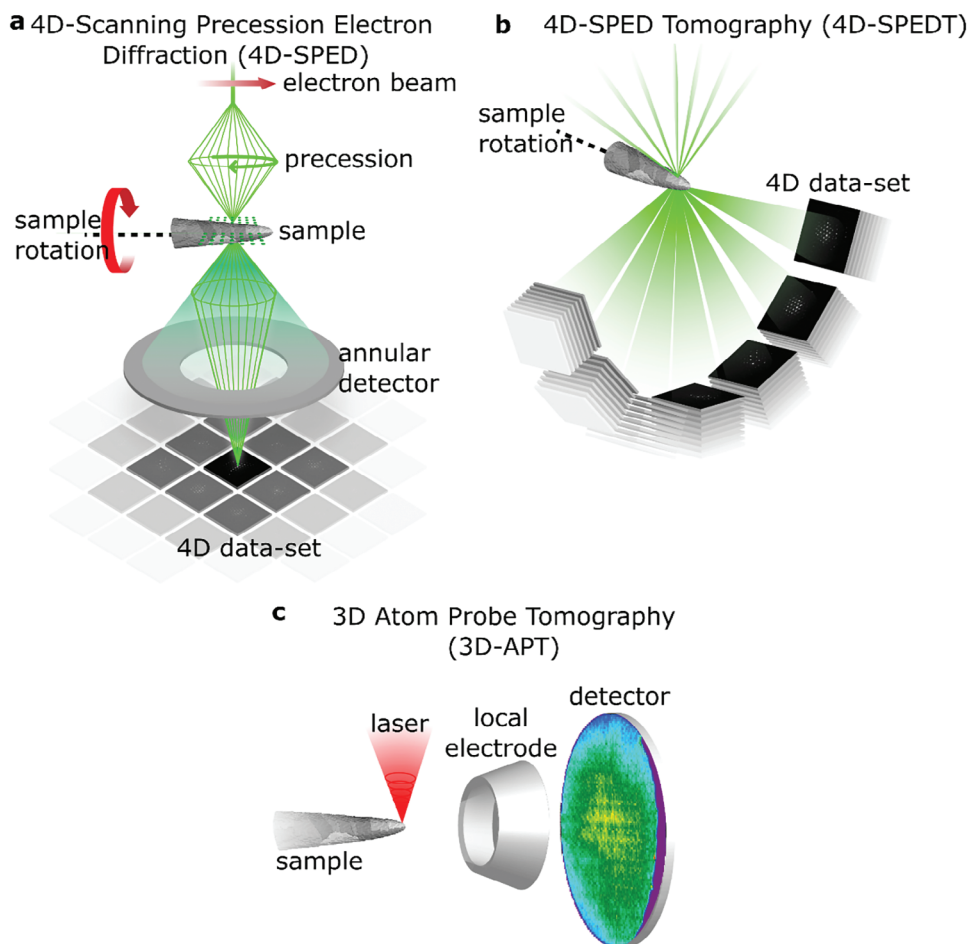 a 4D-Scanning Precession Electron
Diffraction (4D-SPED)
electron beam
precession
sample
rotation
sample
annular
detector
4D data-set
b 4D-SPED Tomography (4D-SPEDT)
sample
rotation
4D data-set
c 3D Atom Probe Tomography
(3D-APT)
laser
local
electrode
detector
sample